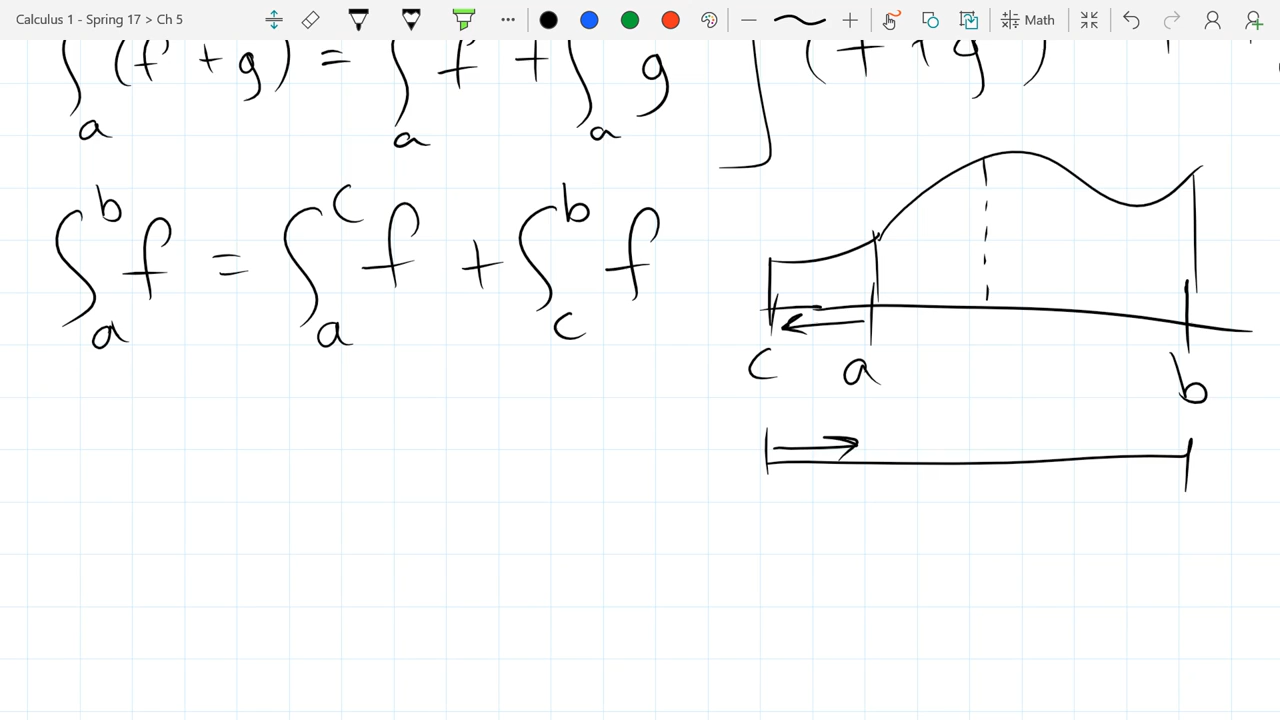 Calculus 1 - Spring 17 > Ch 5
Math
∫_a (f + g) = ∫_a f + ∫_a g
∫_a^b f = ∫_a^c f + ∫_c^b f
c a b